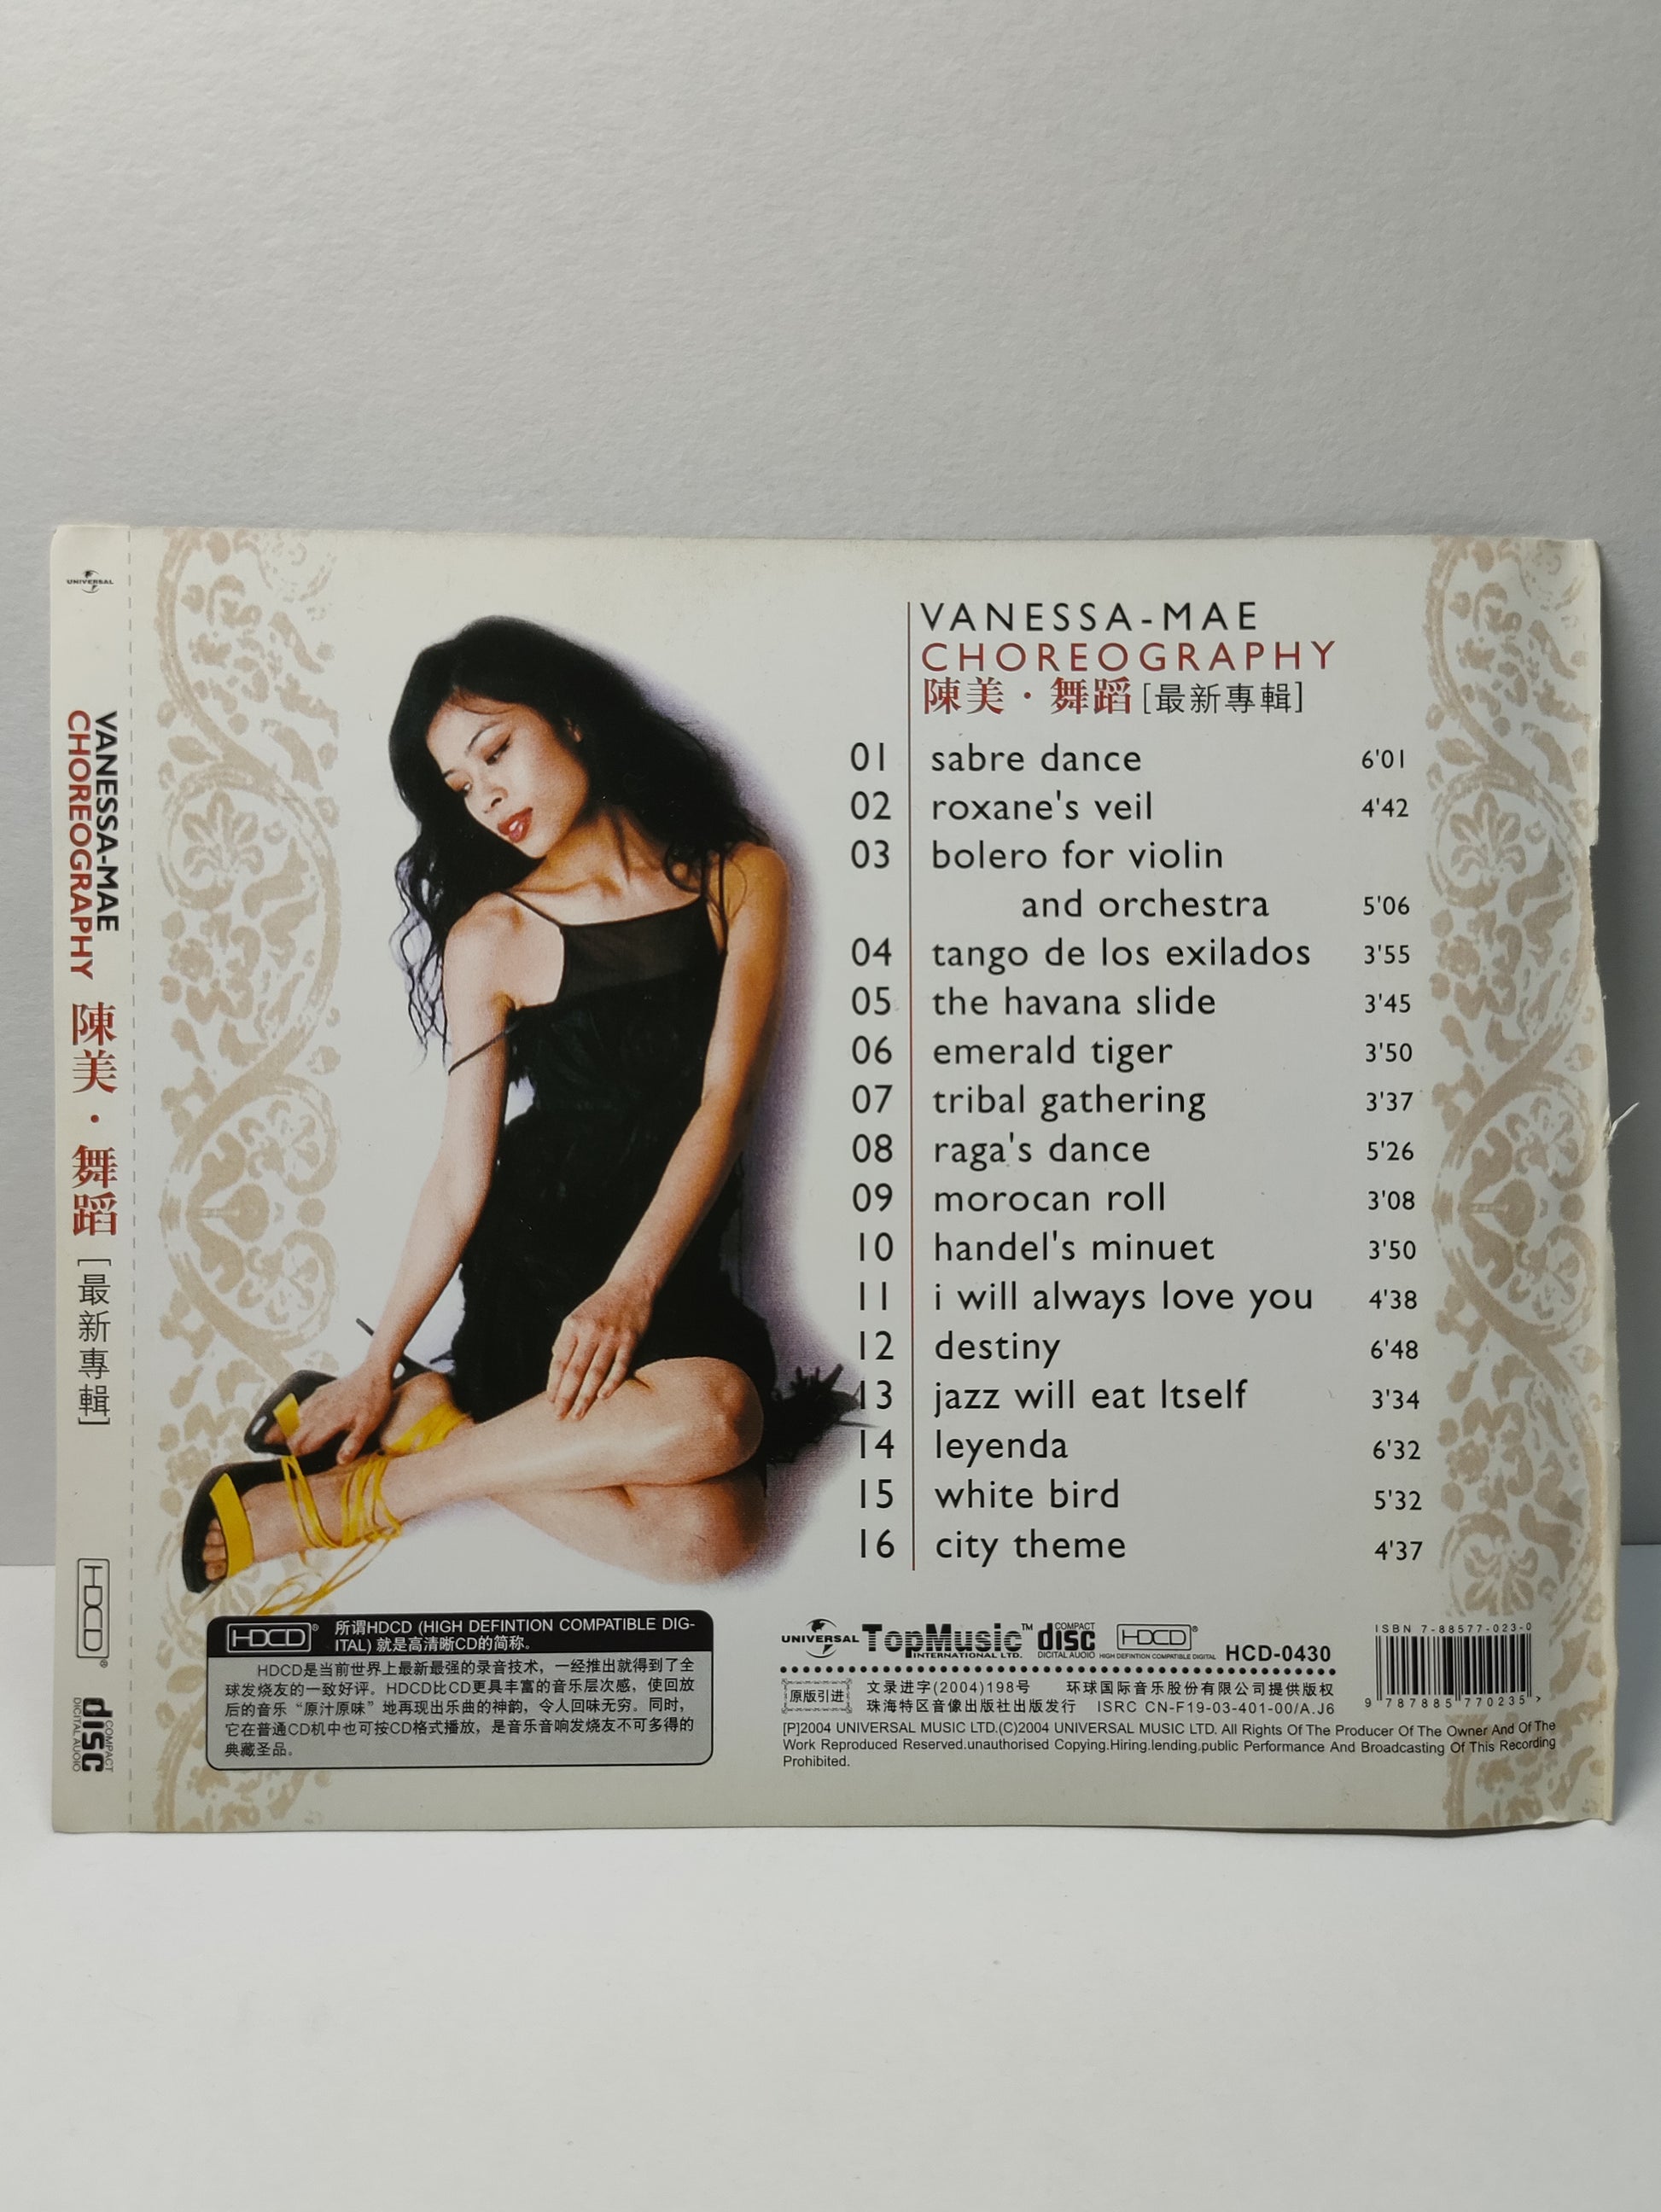 UNIVERSAL
VANESSA-MAE
CHOREOGRAPHY
陳美·舞蹈[最新專輯]
HDCD®
COMPACT
disc
DIGITAL AUDIO
VANESSA-MAE
CHOREOGRAPHY
陳美·舞蹈[最新專輯]
01 sabre dance 6'01
02 roxane's veil 4'42
03 bolero for violin
and orchestra 5'06
04 tango de los exilados 3'55
05 the havana slide 3'45
06 emerald tiger 3'50
07 tribal gathering 3'37
08 raga's dance 5'26
09 morocan roll 3'08
10 handel's minuet 3'50
11 i will always love you 4'38
12 destiny 6'48
13 jazz will eat Itself 3'34
14 leyenda 6'32
15 white bird 5'32
16 city theme 4'37
HDCD® 所谓HDCD (HIGH DEFINTION COMPATIBLE DIG-
ITAL) 就是高清晰CD的简称。
HDCD是当前世界上最新最强的录音技术，一经推出就得到了全
球发烧友的一致好评。HDCD比CD更具丰富的音乐层次感，使回放
后的音乐“原汁原味”地再现出乐曲的神韵，令人回味无穷。同时，
它在普通CD机中也可按CD格式播放，是音乐音响发烧友不可多得的
典藏圣品。
UNIVERSAL TopMusic™ INTERNATIONAL LTD. COMPACT disc DIGITAL AUDIO HDCD® HIGH DEFINTION COMPATIBLE DIGITAL HCD-0430
原版引进 文录进字(2004)198号 环球国际音乐股份有限公司提供版权
珠海特区音像出版社出版发行 ISRC CN-F19-03-401-00/A.J6
[P]2004 UNIVERSAL MUSIC LTD.(C)2004 UNIVERSAL MUSIC LTD. All Rights Of The Producer Of The Owner And Of The
Work Reproduced Reserved.unauthorised Copying.Hiring.lending.public Performance And Broadcasting Of This Recording
Prohibited.
ISBN 7-88577-023-0
9 787885 770235 >